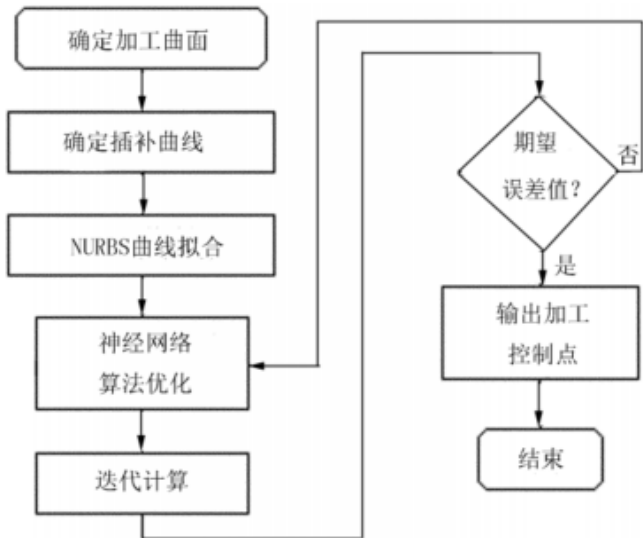 确定加工曲面
确定插补曲线
NURBS曲线拟合
神经网络
算法优化
迭代计算
期望
误差值?
否
是
输出加工
控制点
结束